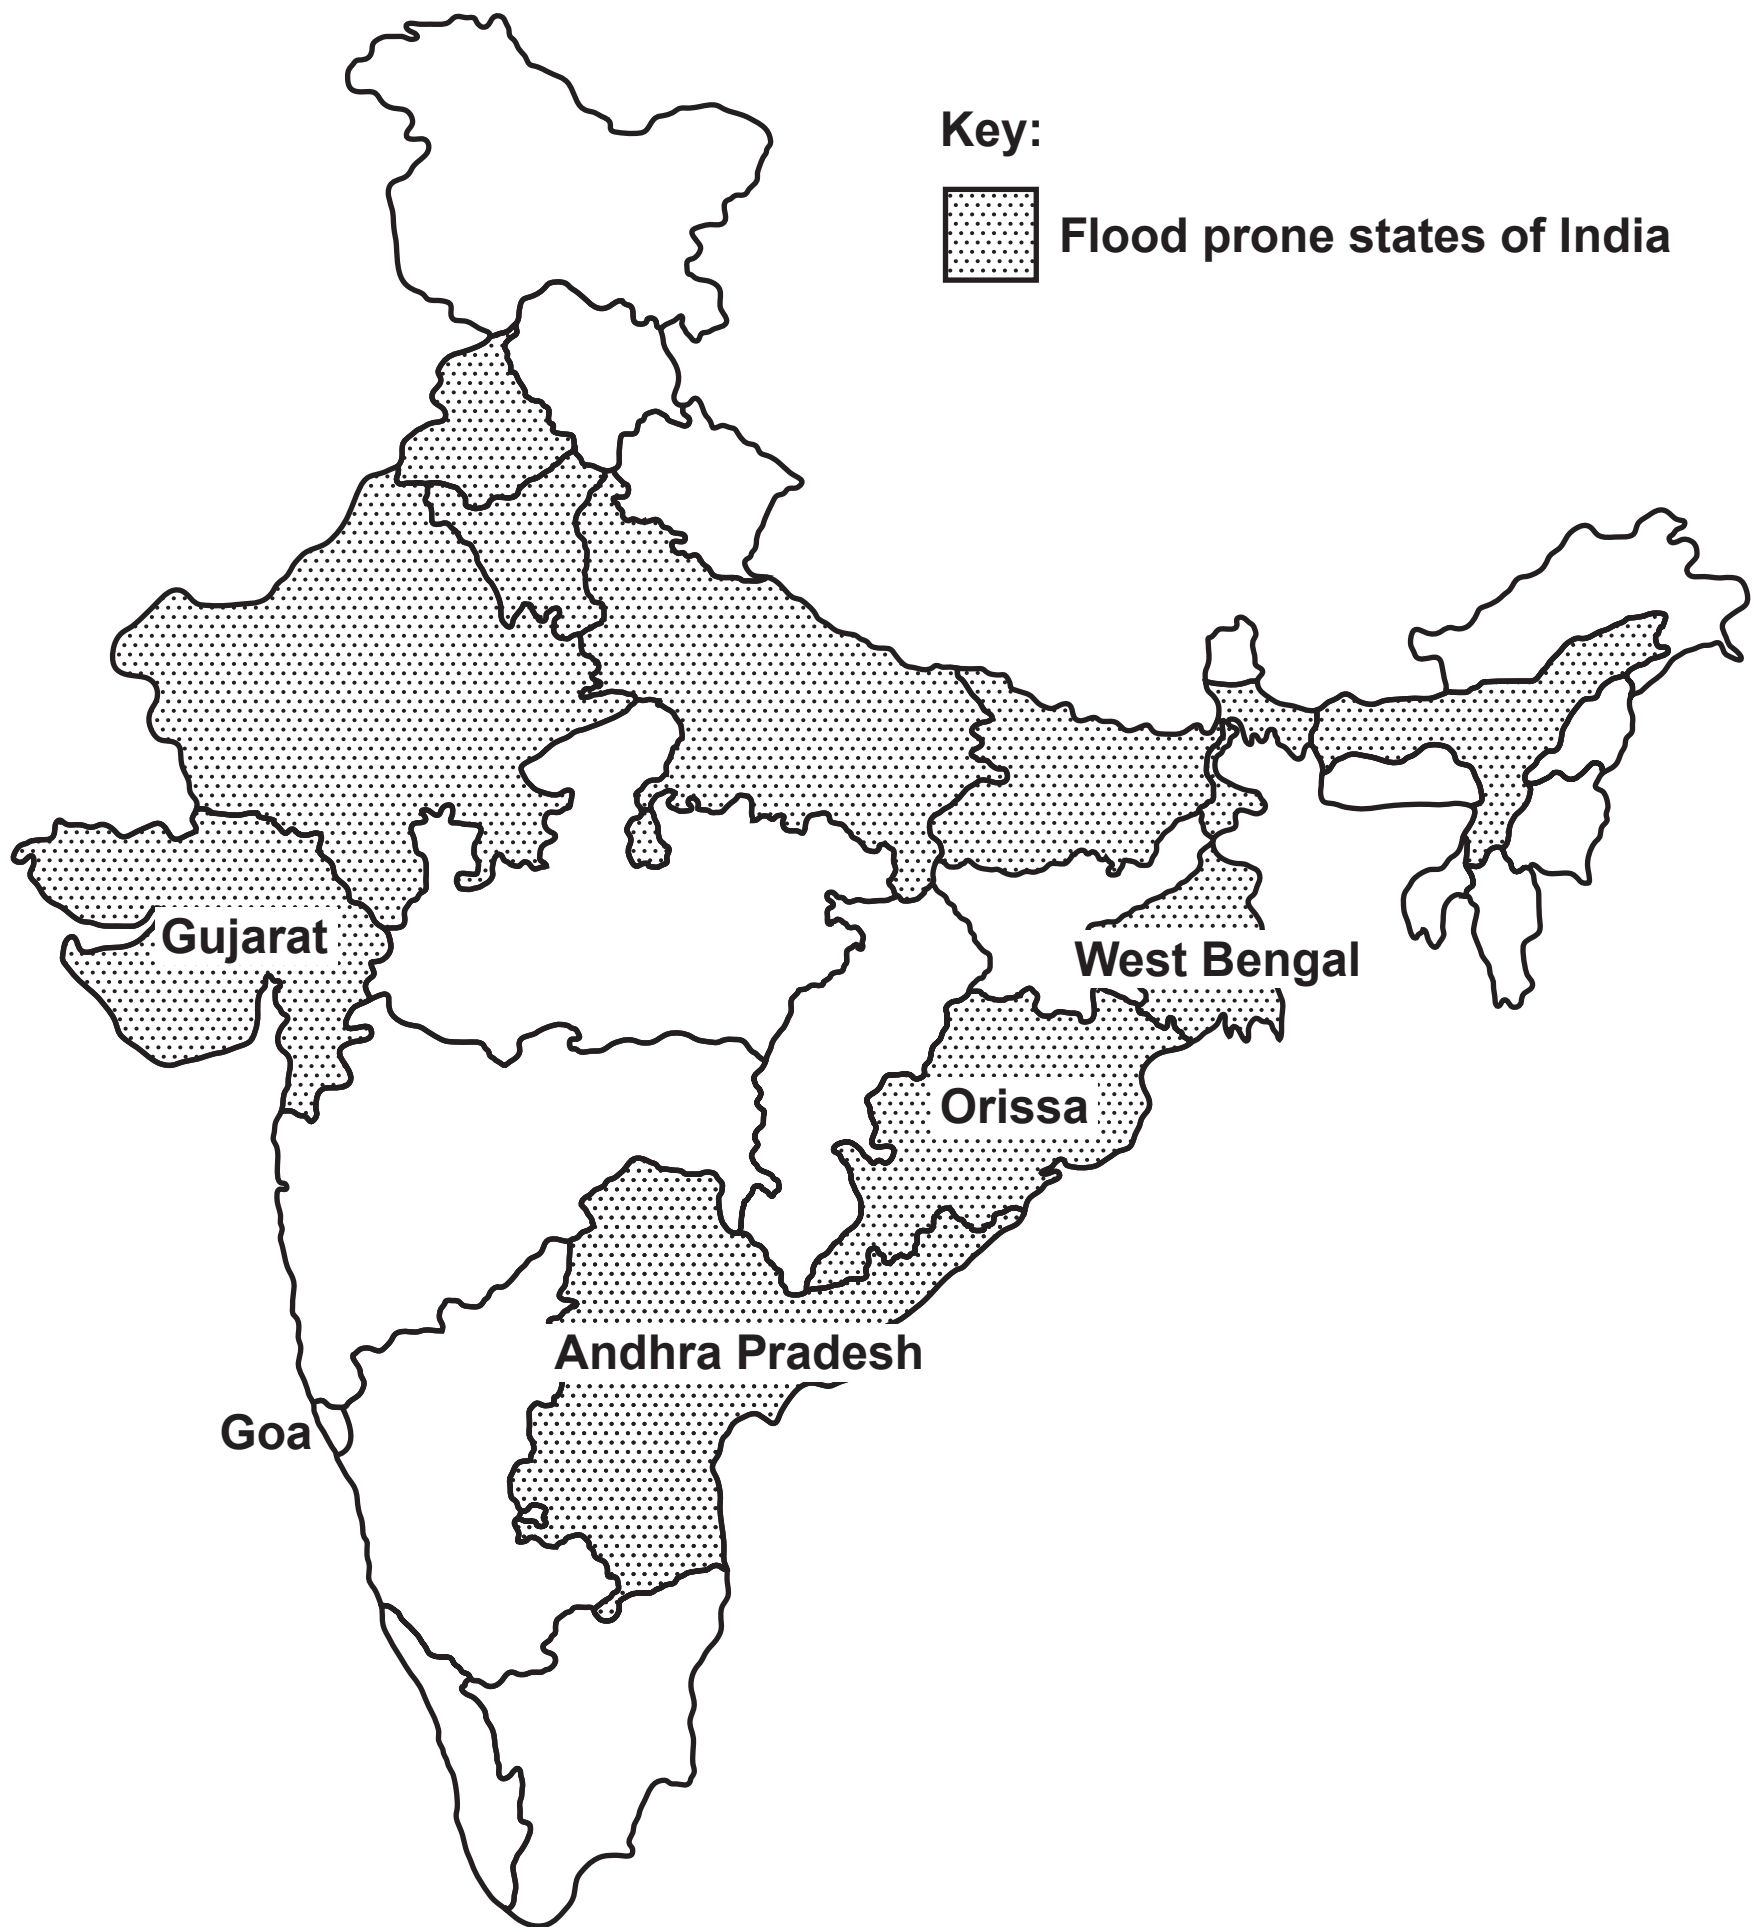 Key:
Flood prone states of India
Gujarat
West Bengal
Orissa
Andhra Pradesh
Goa